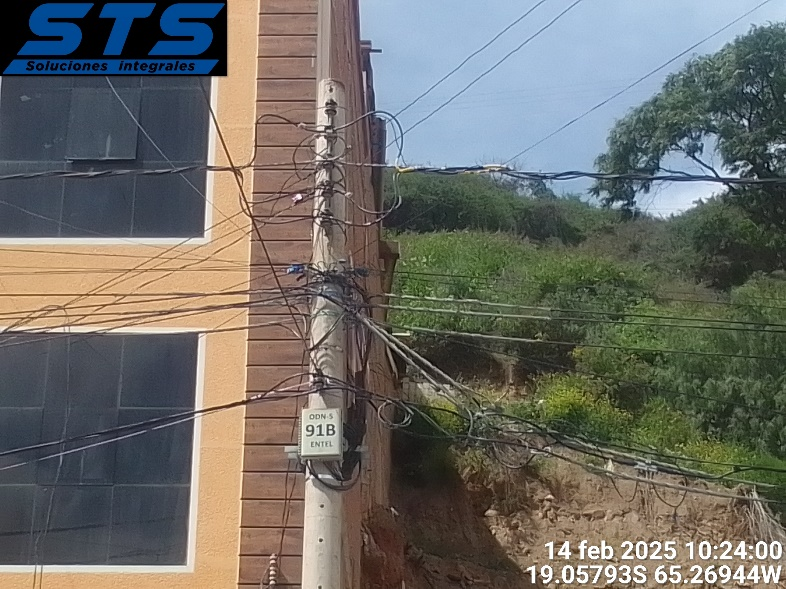 STS
Soluciones integrales
ODN-S
91B
ENTEL
14 feb 2025 10:24:00
19.05793S 65.26944W